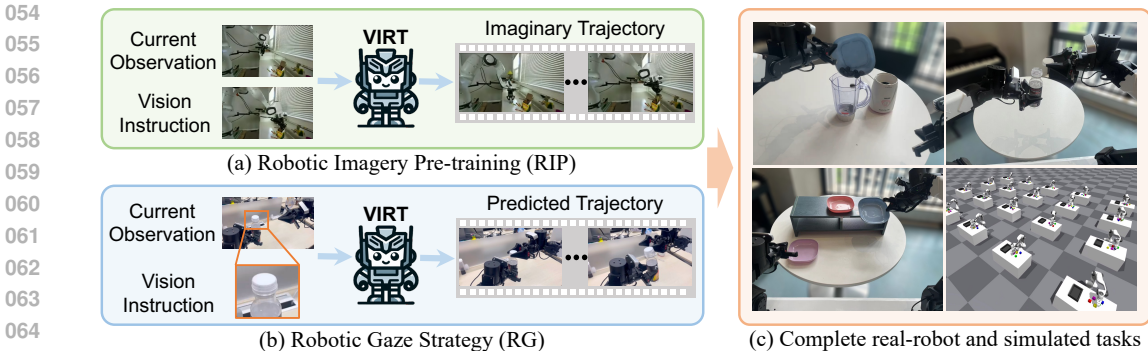 054
055
056
057
058
059
060
061
062
063
064
Current
Observation
Vision
Instruction
VIRT
Imaginary Trajectory
(a) Robotic Imagery Pre-training (RIP)
Current
Observation
Vision
Instruction
VIRT
Predicted Trajectory
(b) Robotic Gaze Strategy (RG)
(c) Complete real-robot and simulated tasks